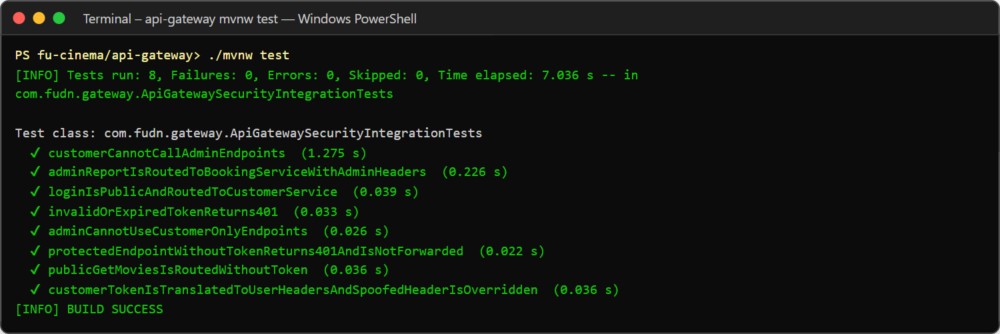 Terminal – api-gateway mvnw test — Windows PowerShell
PS fu-cinema/api-gateway> ./mvnw test
[INFO] Tests run: 8, Failures: 0, Errors: 0, Skipped: 0, Time elapsed: 7.036 s -- in
com.fudn.gateway.ApiGatewaySecurityIntegrationTests
Test class: com.fudn.gateway.ApiGatewaySecurityIntegrationTests
✓ customerCannotCallAdminEndpoints (1.275 s)
✓ adminReportIsRoutedToBookingServiceWithAdminHeaders (0.226 s)
✓ loginIsPublicAndRoutedToCustomerService (0.039 s)
✓ invalidOrExpiredTokenReturns401 (0.033 s)
✓ adminCannotUseCustomerOnlyEndpoints (0.026 s)
✓ protectedEndpointWithoutTokenReturns401AndIsNotForwarded (0.022 s)
✓ publicGetMoviesIsRoutedWithoutToken (0.036 s)
✓ customerTokenIsTranslatedToUserHeadersAndSpoofedHeaderIsOverridden (0.036 s)
[INFO] BUILD SUCCESS